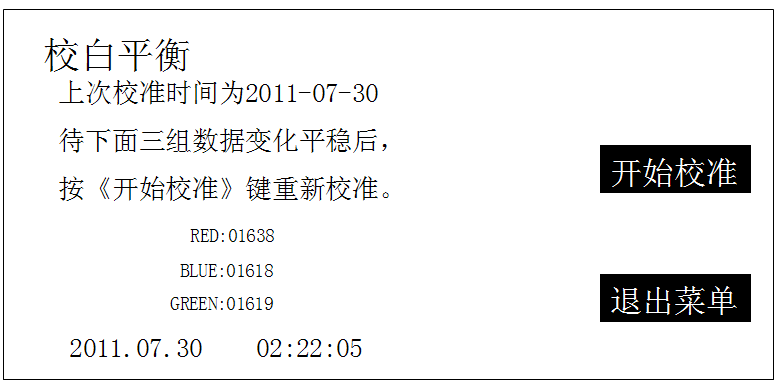 校白平衡
上次校准时间为2011-07-30
待下面三组数据变化平稳后，
按《开始校准》键重新校准。
开始校准
RED:01638
BLUE:01618
GREEN:01619
退出菜单
2011.07.30 02:22:05